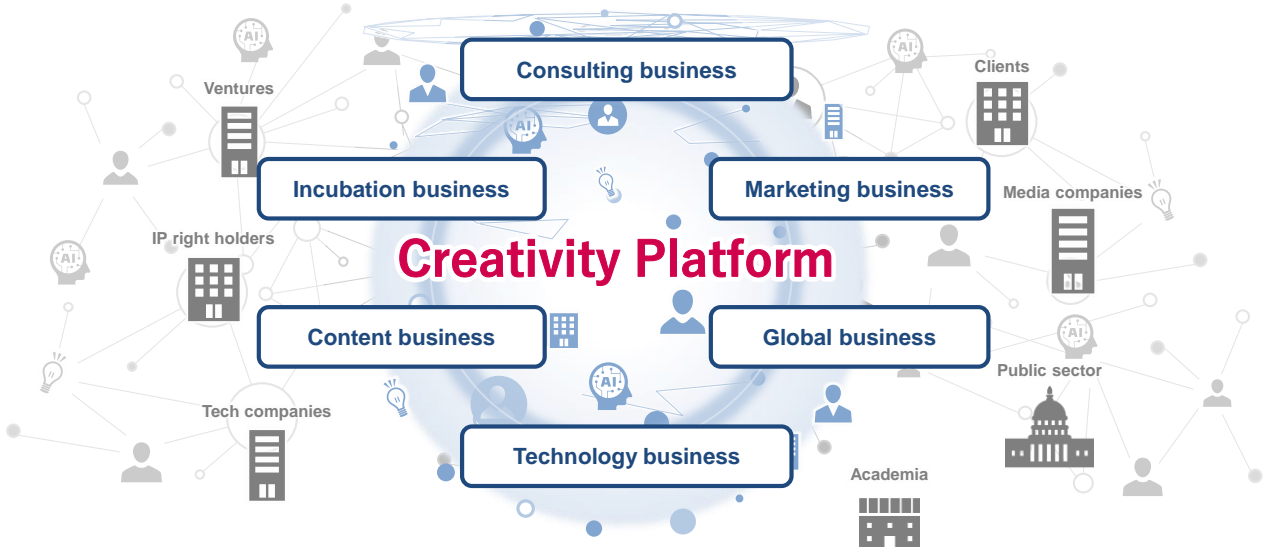 Consulting business
Clients
Ventures
AI
AI
AI
Incubation business
Marketing business
Media companies
IP right holders
Creativity Platform
AI
Content business
Global business
AI
Public sector
AI
Tech companies
Technology business
Academia